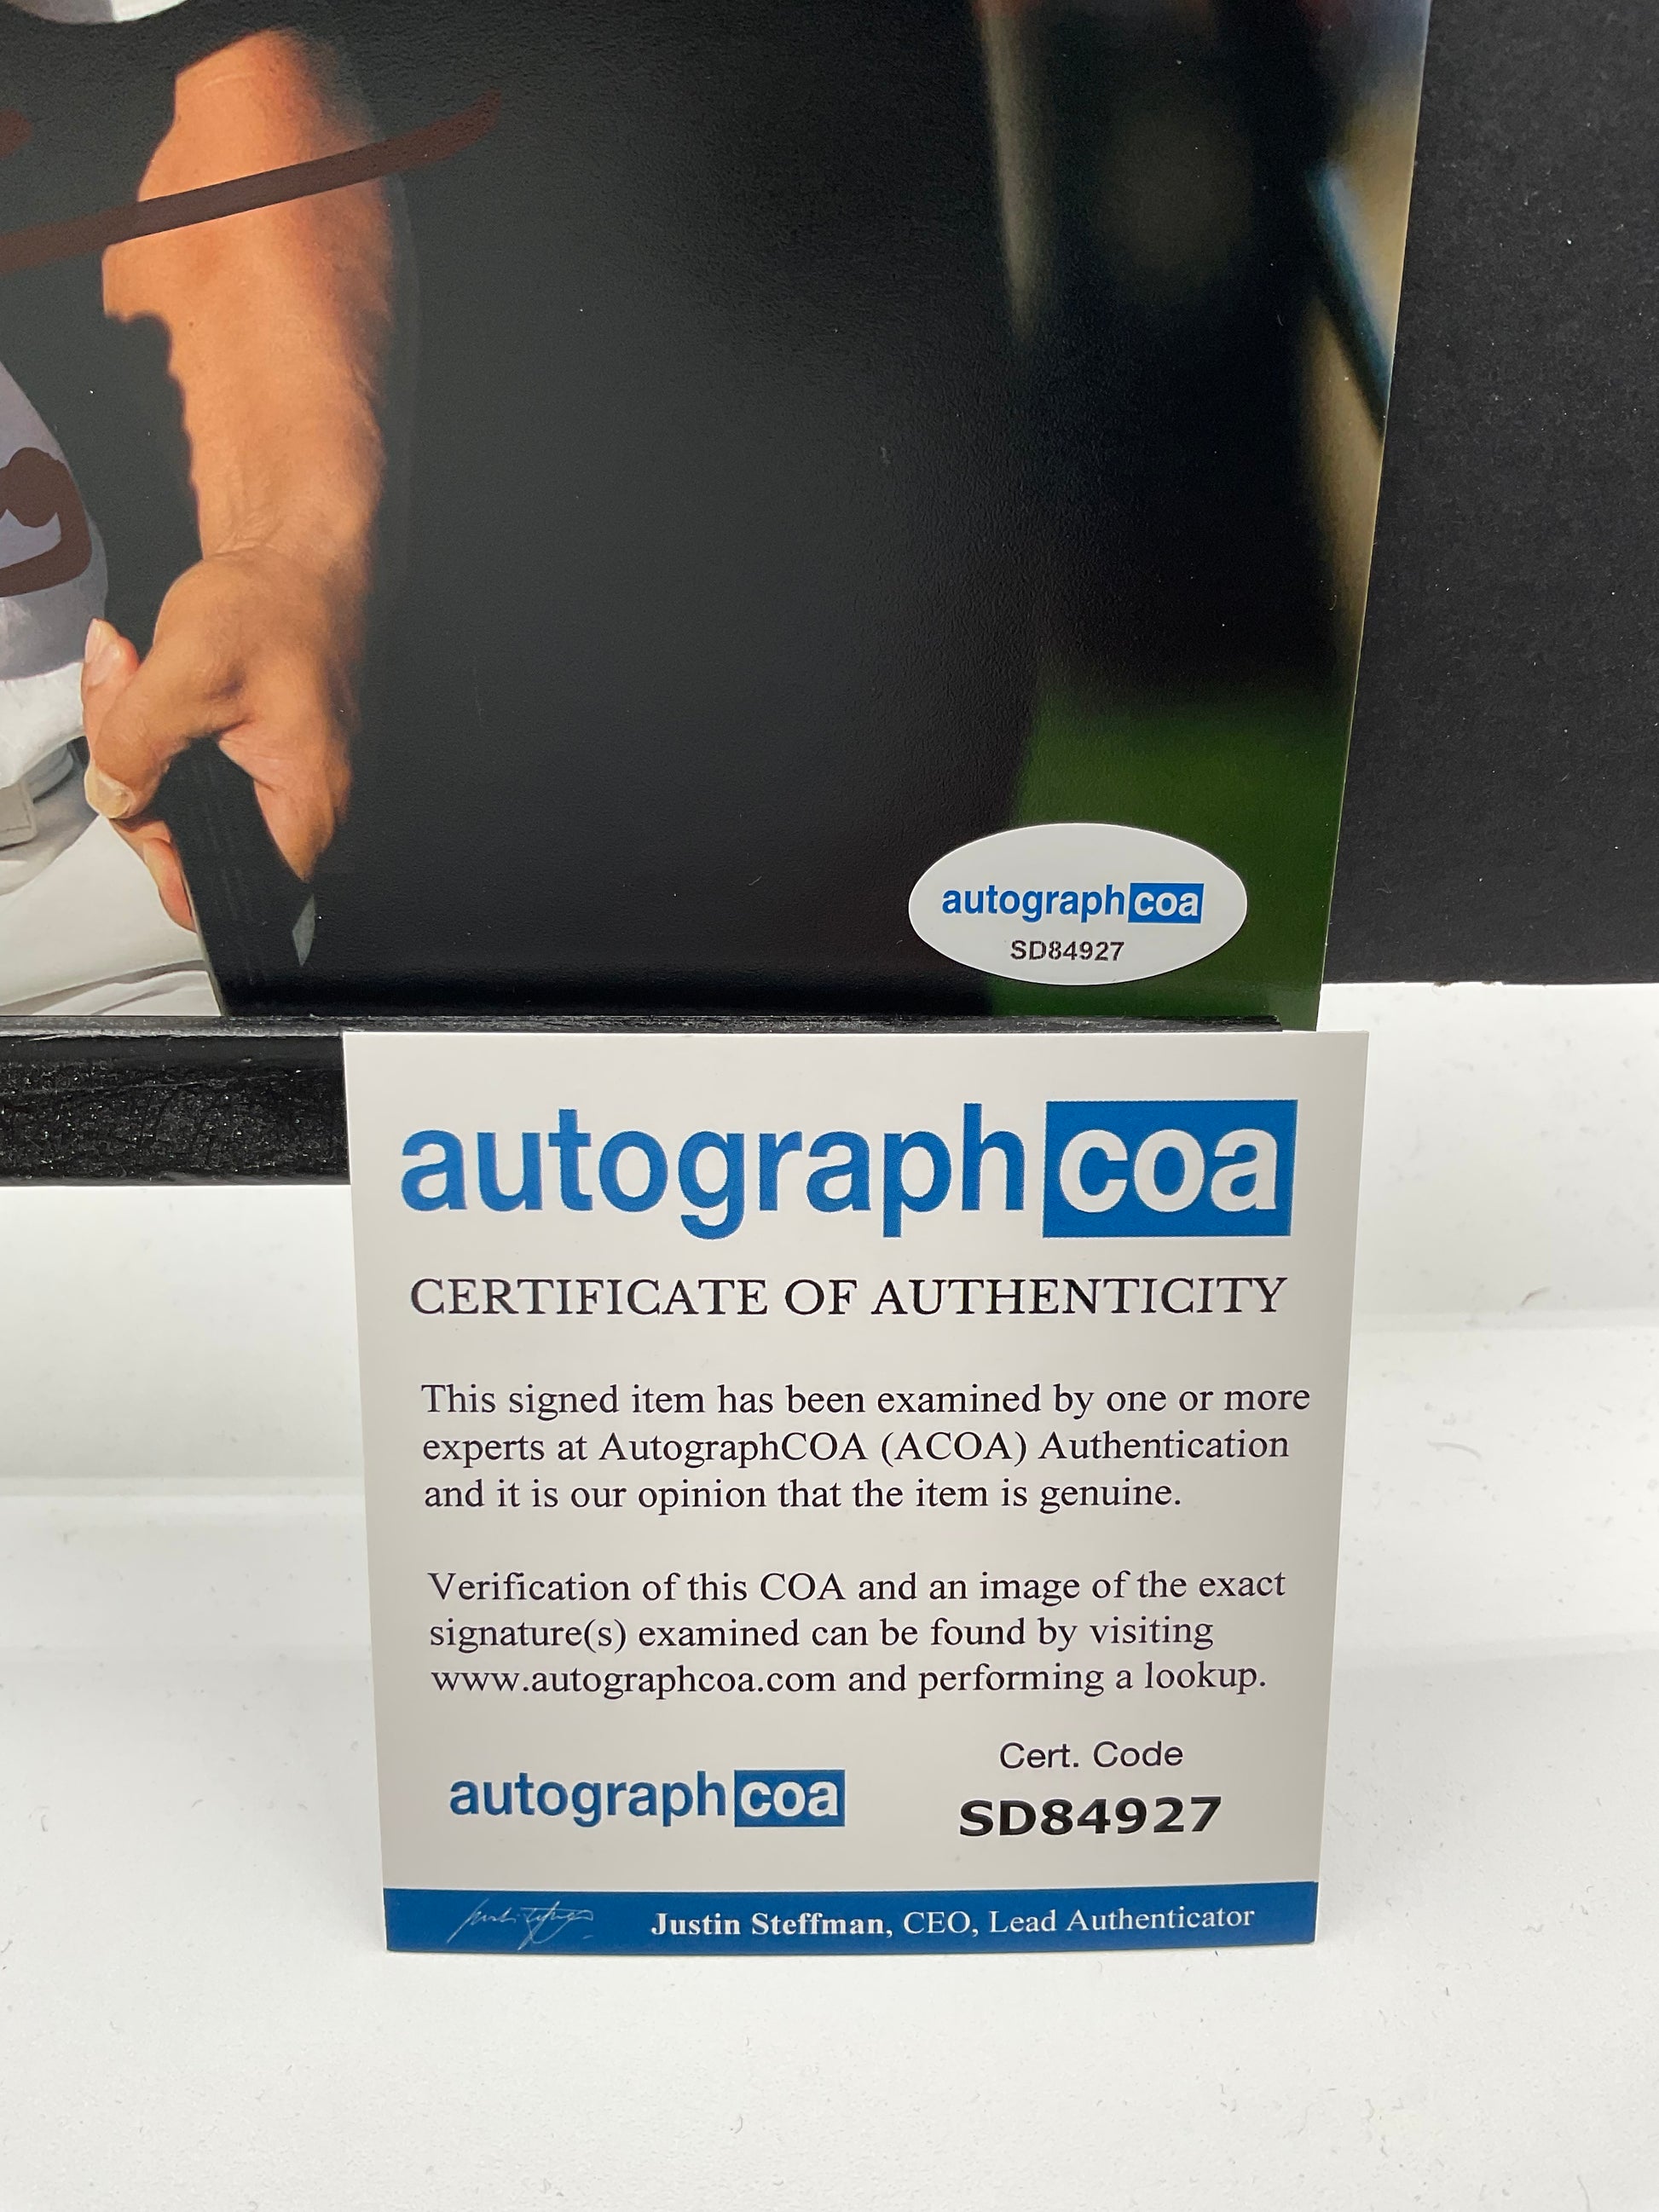 autographcoa
SD84927
autographcoa
CERTIFICATE OF AUTHENTICITY
This signed item has been examined by one or more
experts at AutographCOA (ACOA) Authentication
and it is our opinion that the item is genuine.
Verification of this COA and an image of the exact
signature(s) examined can be found by visiting
www.autographcoa.com and performing a lookup.
Cert. Code
autographcoa
SD84927
Justin Steffman, CEO, Lead Authenticator